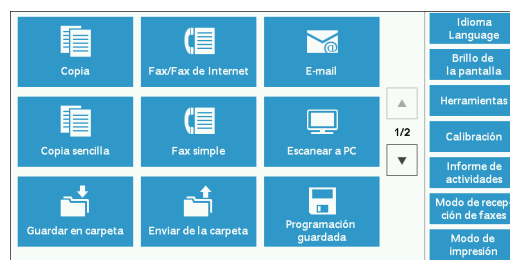 Copia
Fax/Fax de Internet
E-mail
Copia sencilla
Fax simple
Escanear a PC
Guardar en carpeta
Enviar de la carpeta
Programación
guardada
1/2
Idioma
Language
Brillo de
la pantalla
Herramientas
Calibración
Informe de
actividades
Modo de recep-
ción de faxes
Modo de
impresión